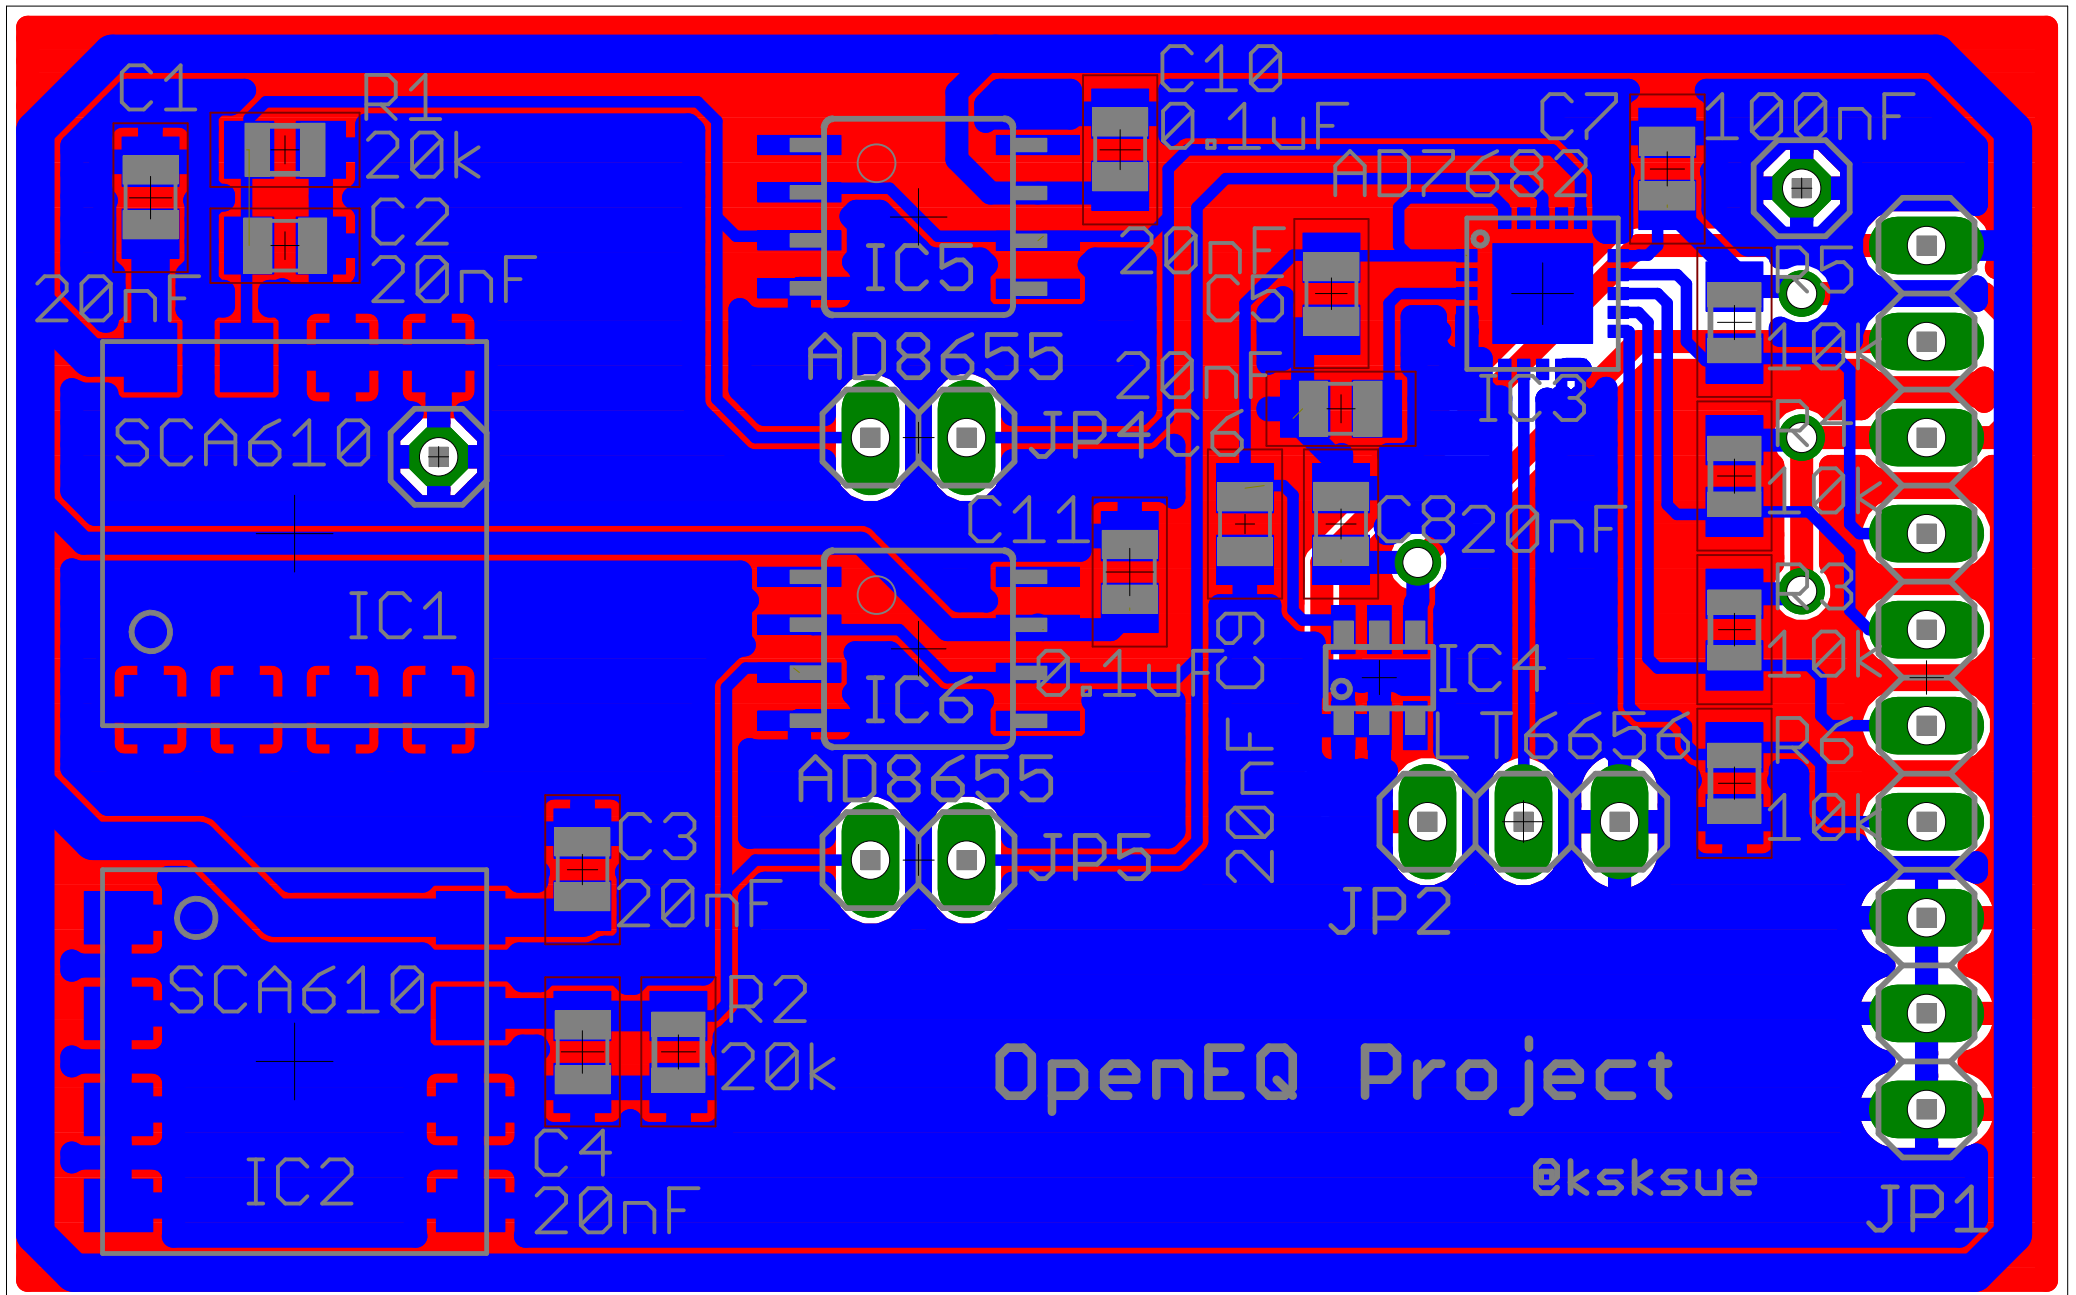 C1
R1
20k
C2
20nF
20nF
C10
0.1uF
C7
100nF
AD7682
20nF
C5
R5
10k
IC5
AD8655
JP4
20nF
C6
IC3
R4
10k
SCA610
IC1
C11
0.1uF
C8
20nF
R3
10k
C9
20nF
IC4
LT6656
R6
10k
IC6
AD8655
JP5
JP2
C3
20nF
SCA610
IC2
R2
20k
C4
20nF
OpenEQ Project
@ksksue
JP1